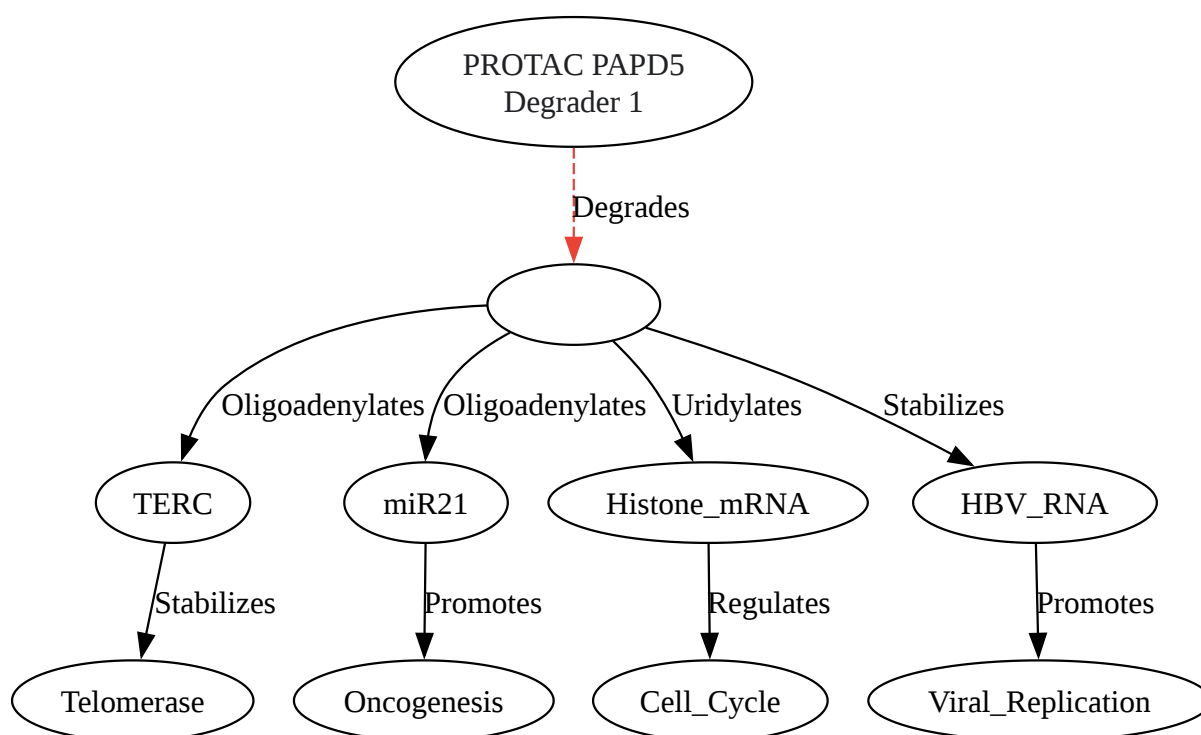 PROTAC PAPD5
Degrader 1
Degrades
Oligoadenylates
Oligoadenylates
Uridylates
Stabilizes
TERC
miR21
Histone_mRNA
HBV_RNA
Stabilizes
Promotes
Regulates
Promotes
Telomerase
Oncogenesis
Cell_Cycle
Viral_Replication